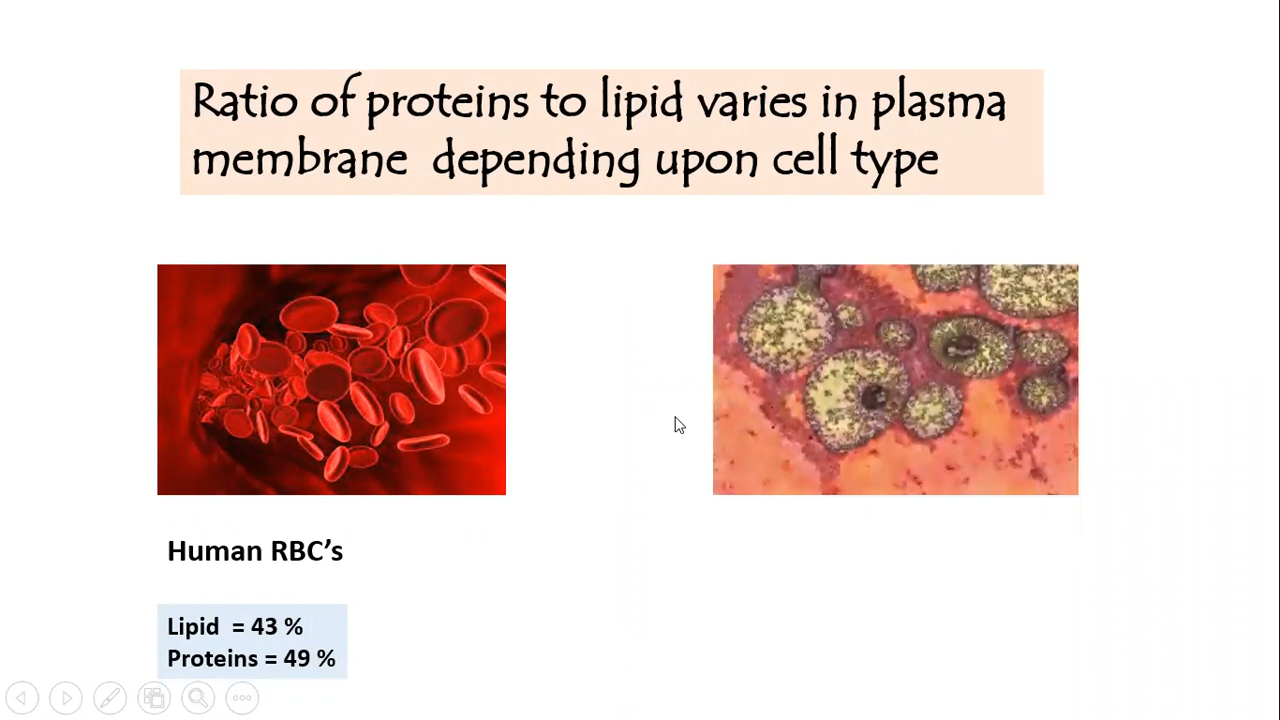 Ratio of proteins to lipid varies in plasma
membrane depending upon cell type
Human RBC’s
Lipid = 43 %
Proteins = 49 %